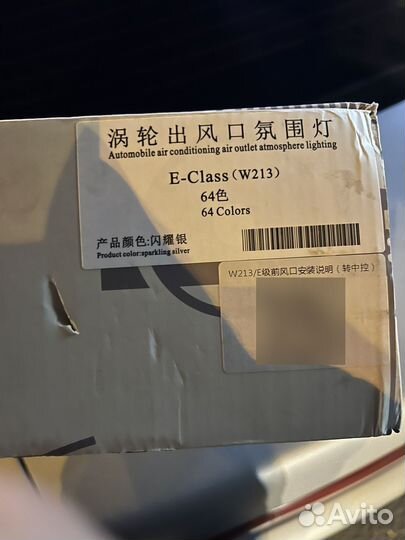 涡轮出风口氛围灯
Automobile air conditioning air outlet atmosphere lighting
E-Class(W213)
64色
64 Colors
产品颜色:闪耀银
Product color:sparkling silver
W213/E级前风口安装说明（转中控）
Avito